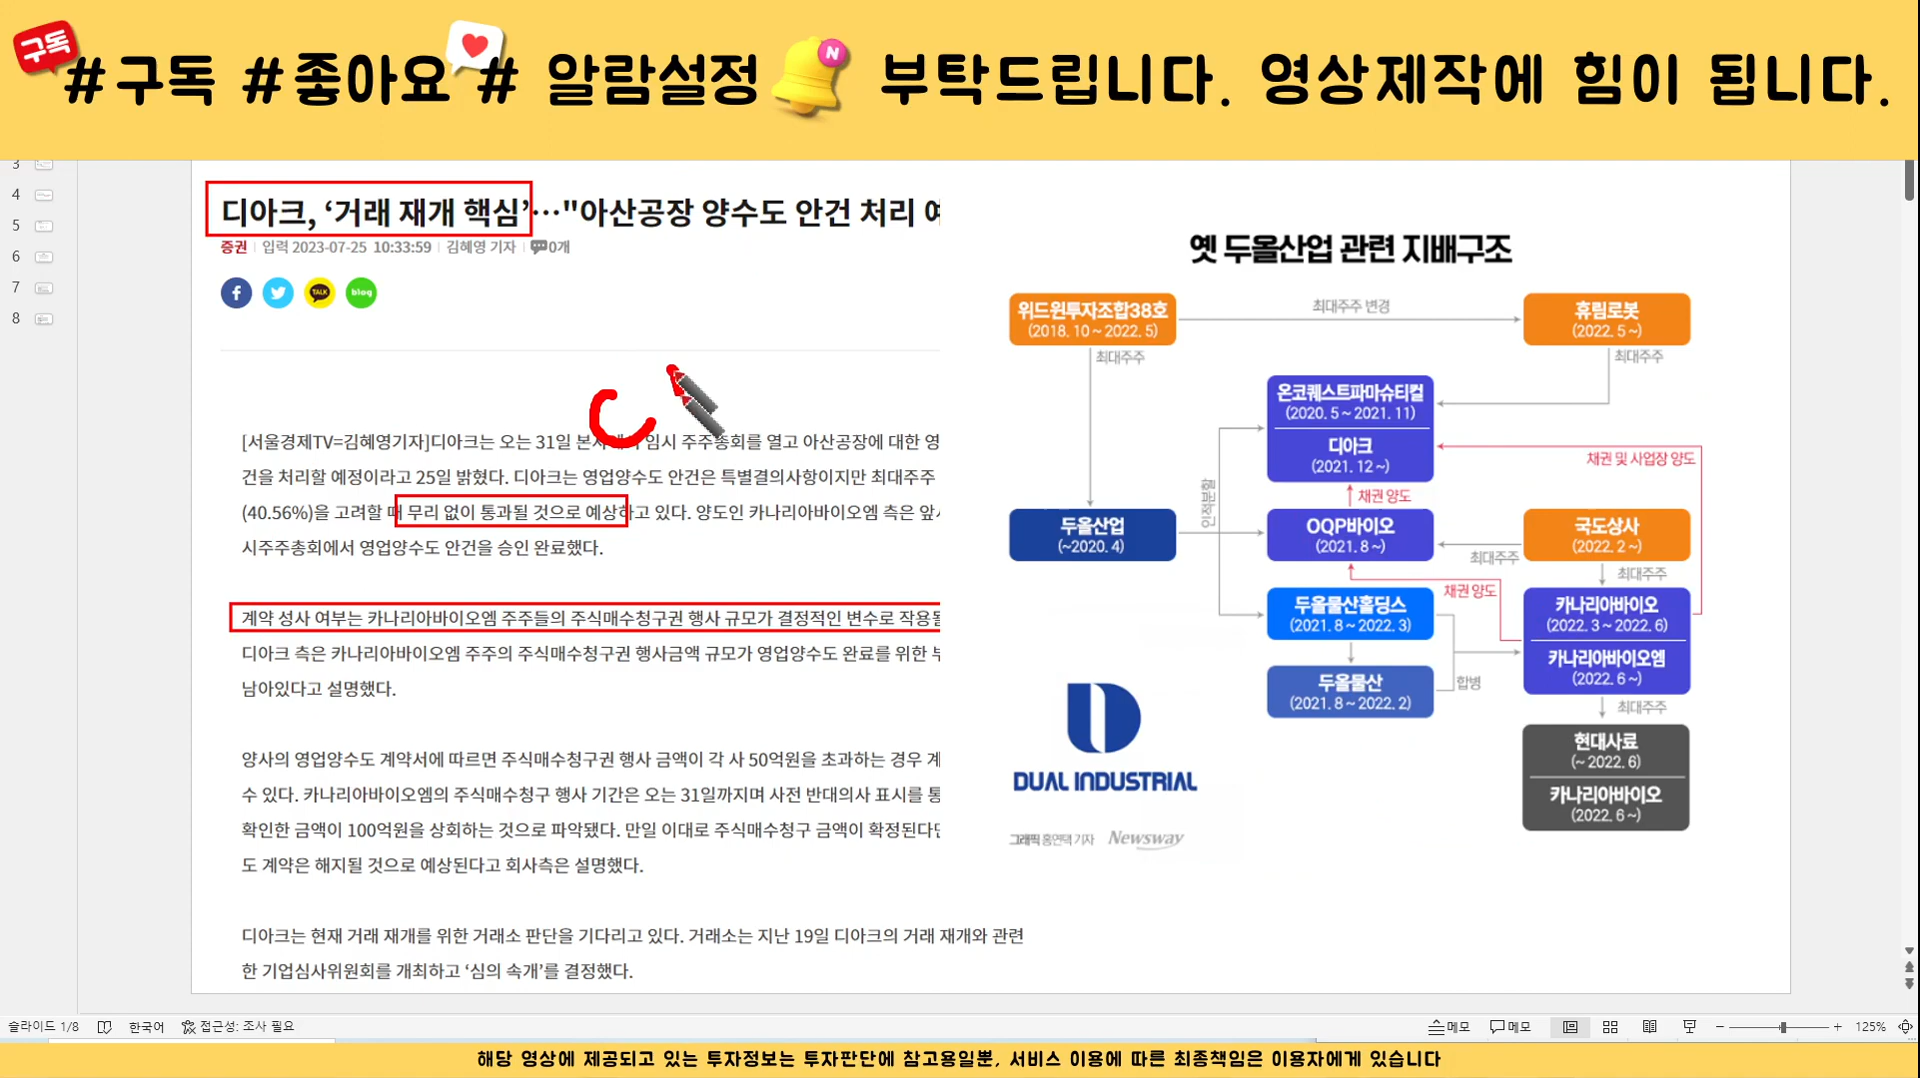 구독
#구독 #좋아요 # 알람설정 N 부탁드립니다. 영상제작에 힘이 됩니다.
3
4
5
6
7
8
디아크, ‘거래 재개 핵심’…"아산공장 양수도 안건 처리
증권 입력 2023-07-25 10:33:59 김혜영 기자 0개
f TALK blog
[서울경제TV=김혜영기자]디아크는 오는 31일 임시 주주총회를 열고 아산공장에 대한 영
건을 처리할 예정이라고 25일 밝혔다. 디아크는 영업양수도 안건은 특별결의사항이지만 최대주주
(40.56%)을 고려할 때 무리 없이 통과될 것으로 예상하고 있다. 양도인 카나리아바이오엠 측은
시주주총회에서 영업양수도 안건을 승인 완료했다.
계약 성사 여부는 카나리아바이오엠 주주들의 주식매수청구권 행사 규모가 결정적인 변수로
디아크 측은 카나리아바이오엠 주주의 주식매수청구권 행사금액 규모가 영업양수도 완료를 위한
남아있다고 설명했다.
양사의 영업양수도 계약서에 따르면 주식매수청구권 행사 금액이 각 사 50억원을 초과하는 경우
수 있다. 카나리아바이오엠의 주식매수청구 행사 기간은 오는 31일까지며 사전 반대의사 표시를 통
확인한 금액이 100억원을 상회하는 것으로 파악됐다. 만일 이대로 주식매수청구 금액이
도 계약은 해지될 것으로 예상된다고 회사측은 설명했다.
디아크는 현재 거래 재개를 위한 거래소 판단을 기다리고 있다. 거래소는 지난 19일 디아크의 거래 재개와 관련
한 기업심사위원회를 개최하고 ‘심의 속개’를 결정했다.
옛 두올산업 관련 지배구조
위드윈투자조합38호
(2018. 10 ~ 2022. 5)
최대주주 변경
휴림로봇
(2022. 5 ~)
최대주주
최대주주
온코퀘스트파마슈티컬
(2020. 5 ~ 2021. 11)
디아크
(2021. 12 ~)
채권 및 사업장 양도
인적분할
채권 양도
두올산업
(~2020. 4)
OQP바이오
(2021. 8 ~)
국도상사
(2022. 2 ~)
최대주주
최대주주
채권 양도
두올물산홀딩스
(2021. 8 ~ 2022. 3)
카나리아바이오
(2022. 3 ~ 2022. 6)
카나리아바이오엠
(2022. 6 ~)
두올물산
(2021. 8 ~ 2022. 2)
합병
최대주주
현대사료
(~ 2022. 6)
카나리아바이오
(2022. 6 ~)
DUAL INDUSTRIAL
그래픽 홍연택 기자 Newsway
슬라이드 1/8 한국어 접근성: 조사 필요 메모 메모 125%
해당 영상에 제공되고 있는 투자정보는 투자판단에 참고용일뿐, 서비스 이용에 따른 최종책임은 이용자에게 있습니다